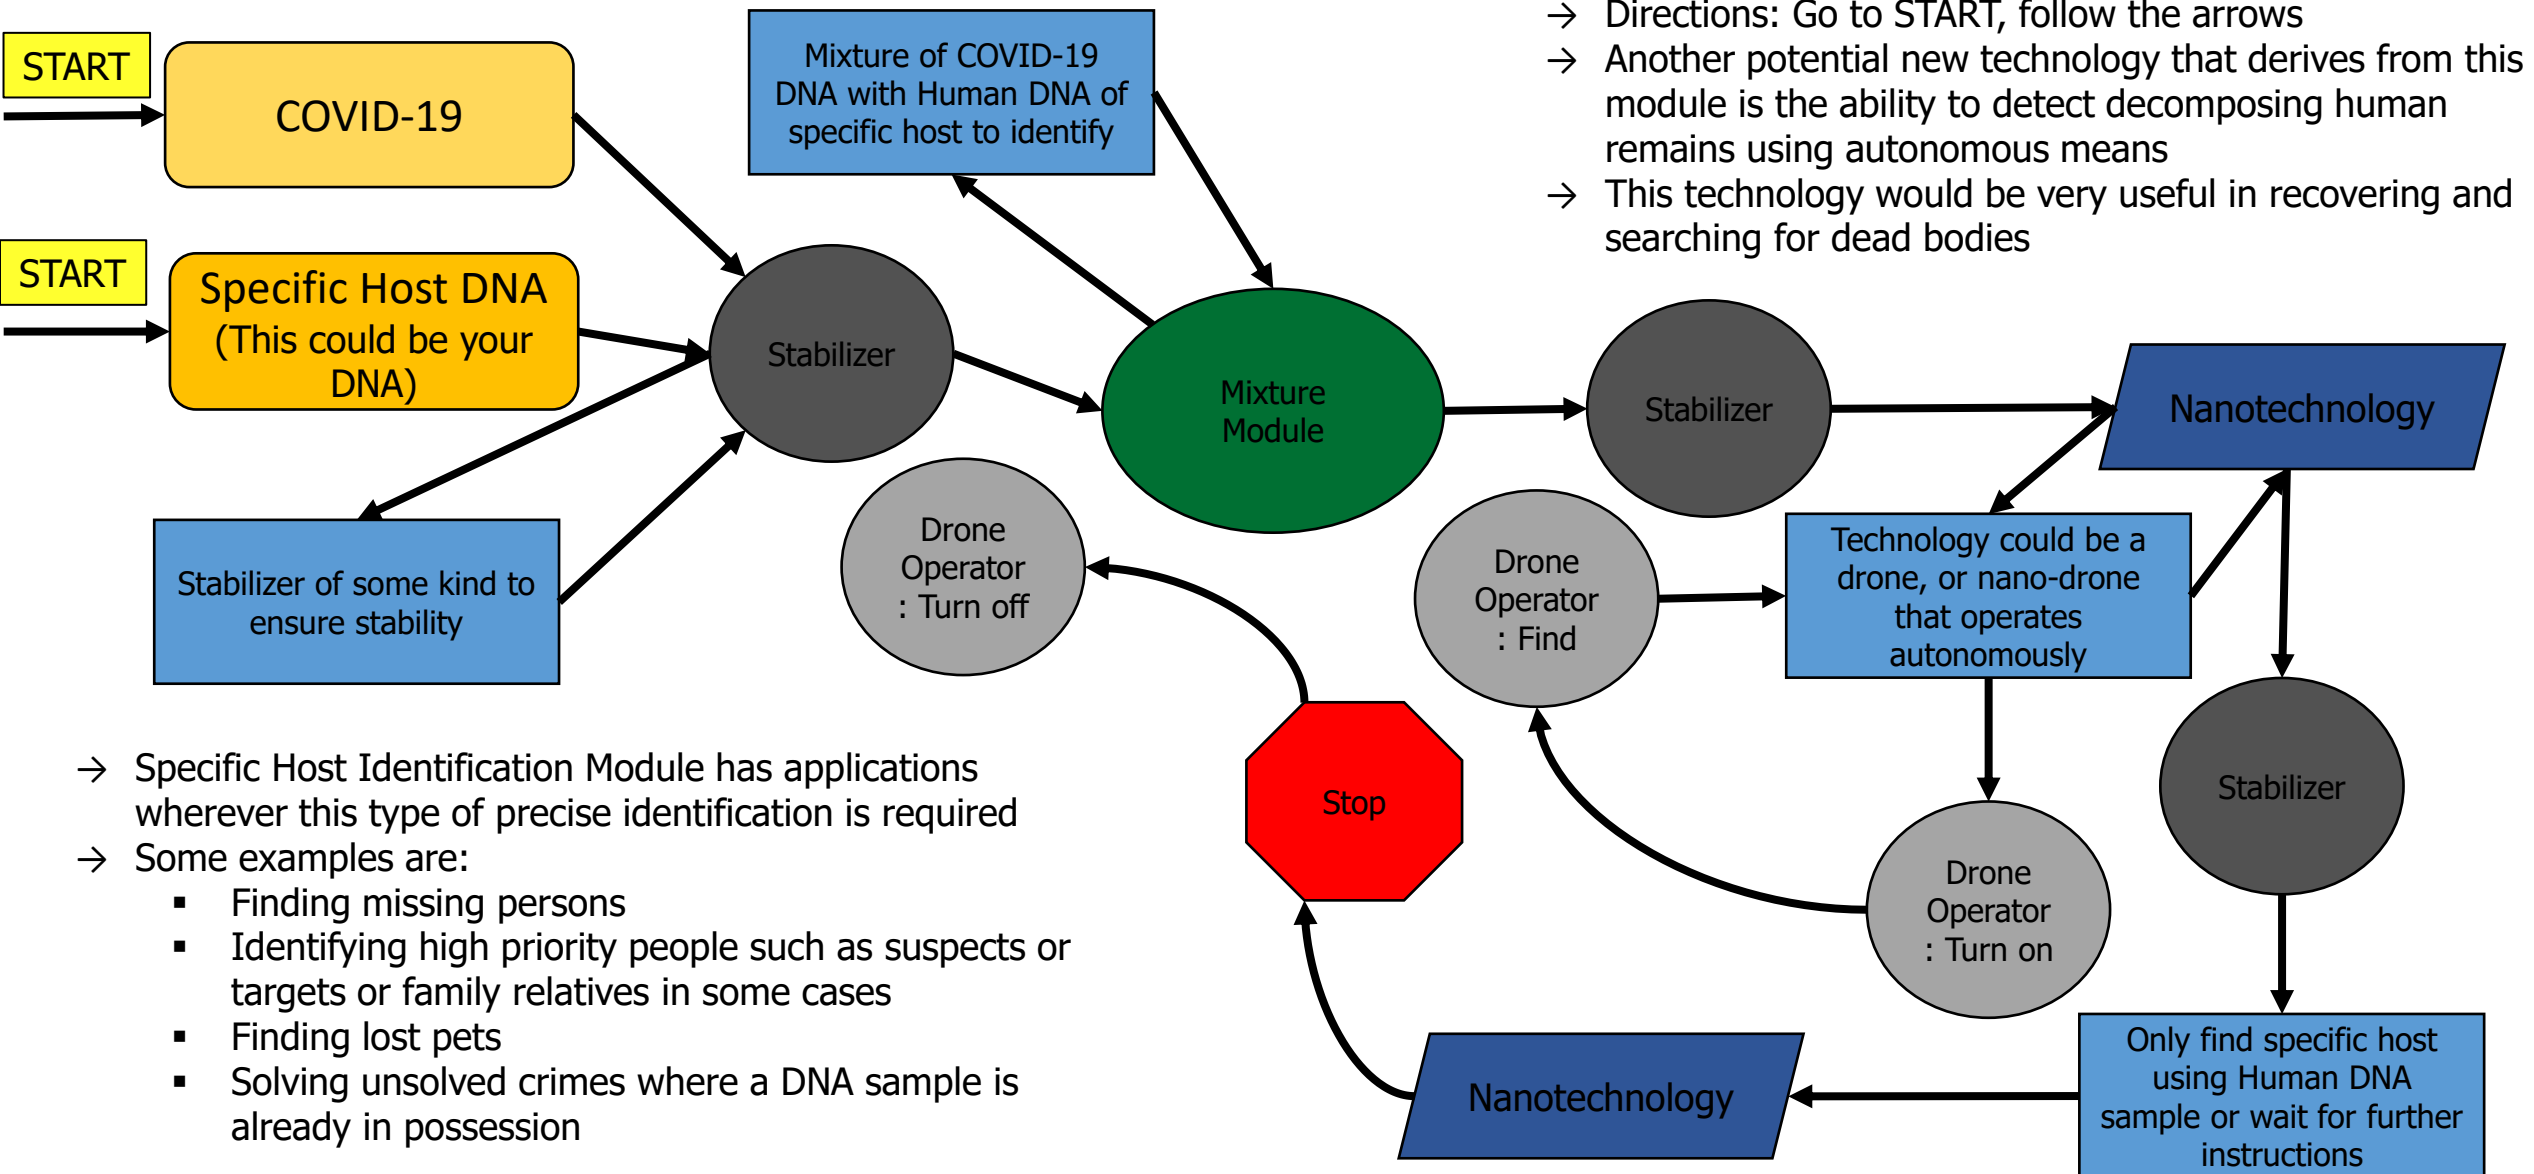 START
COVID-19
START
Specific Host DNA
(This could be your
DNA)
Mixture of COVID-19
DNA with Human DNA of
specific host to identify
→ Directions: Go to START, follow the arrows
→ Another potential new technology that derives from this
module is the ability to detect decomposing human
remains using autonomous means
→ This technology would be very useful in recovering and
searching for dead bodies
Stabilizer
Mixture
Module
Stabilizer
Nanotechnology
Stabilizer of some kind to
ensure stability
Drone
Operator
: Turn off
Drone
Operator
: Find
Technology could be a
drone, or nano-drone
that operates
autonomously
Stop
Stabilizer
Drone
Operator
: Turn on
Nanotechnology
Only find specific host
using Human DNA
sample or wait for further
instructions
→ Specific Host Identification Module has applications
wherever this type of precise identification is required
→ Some examples are:
▪ Finding missing persons
▪ Identifying high priority people such as suspects or
targets or family relatives in some cases
▪ Finding lost pets
▪ Solving unsolved crimes where a DNA sample is
already in possession